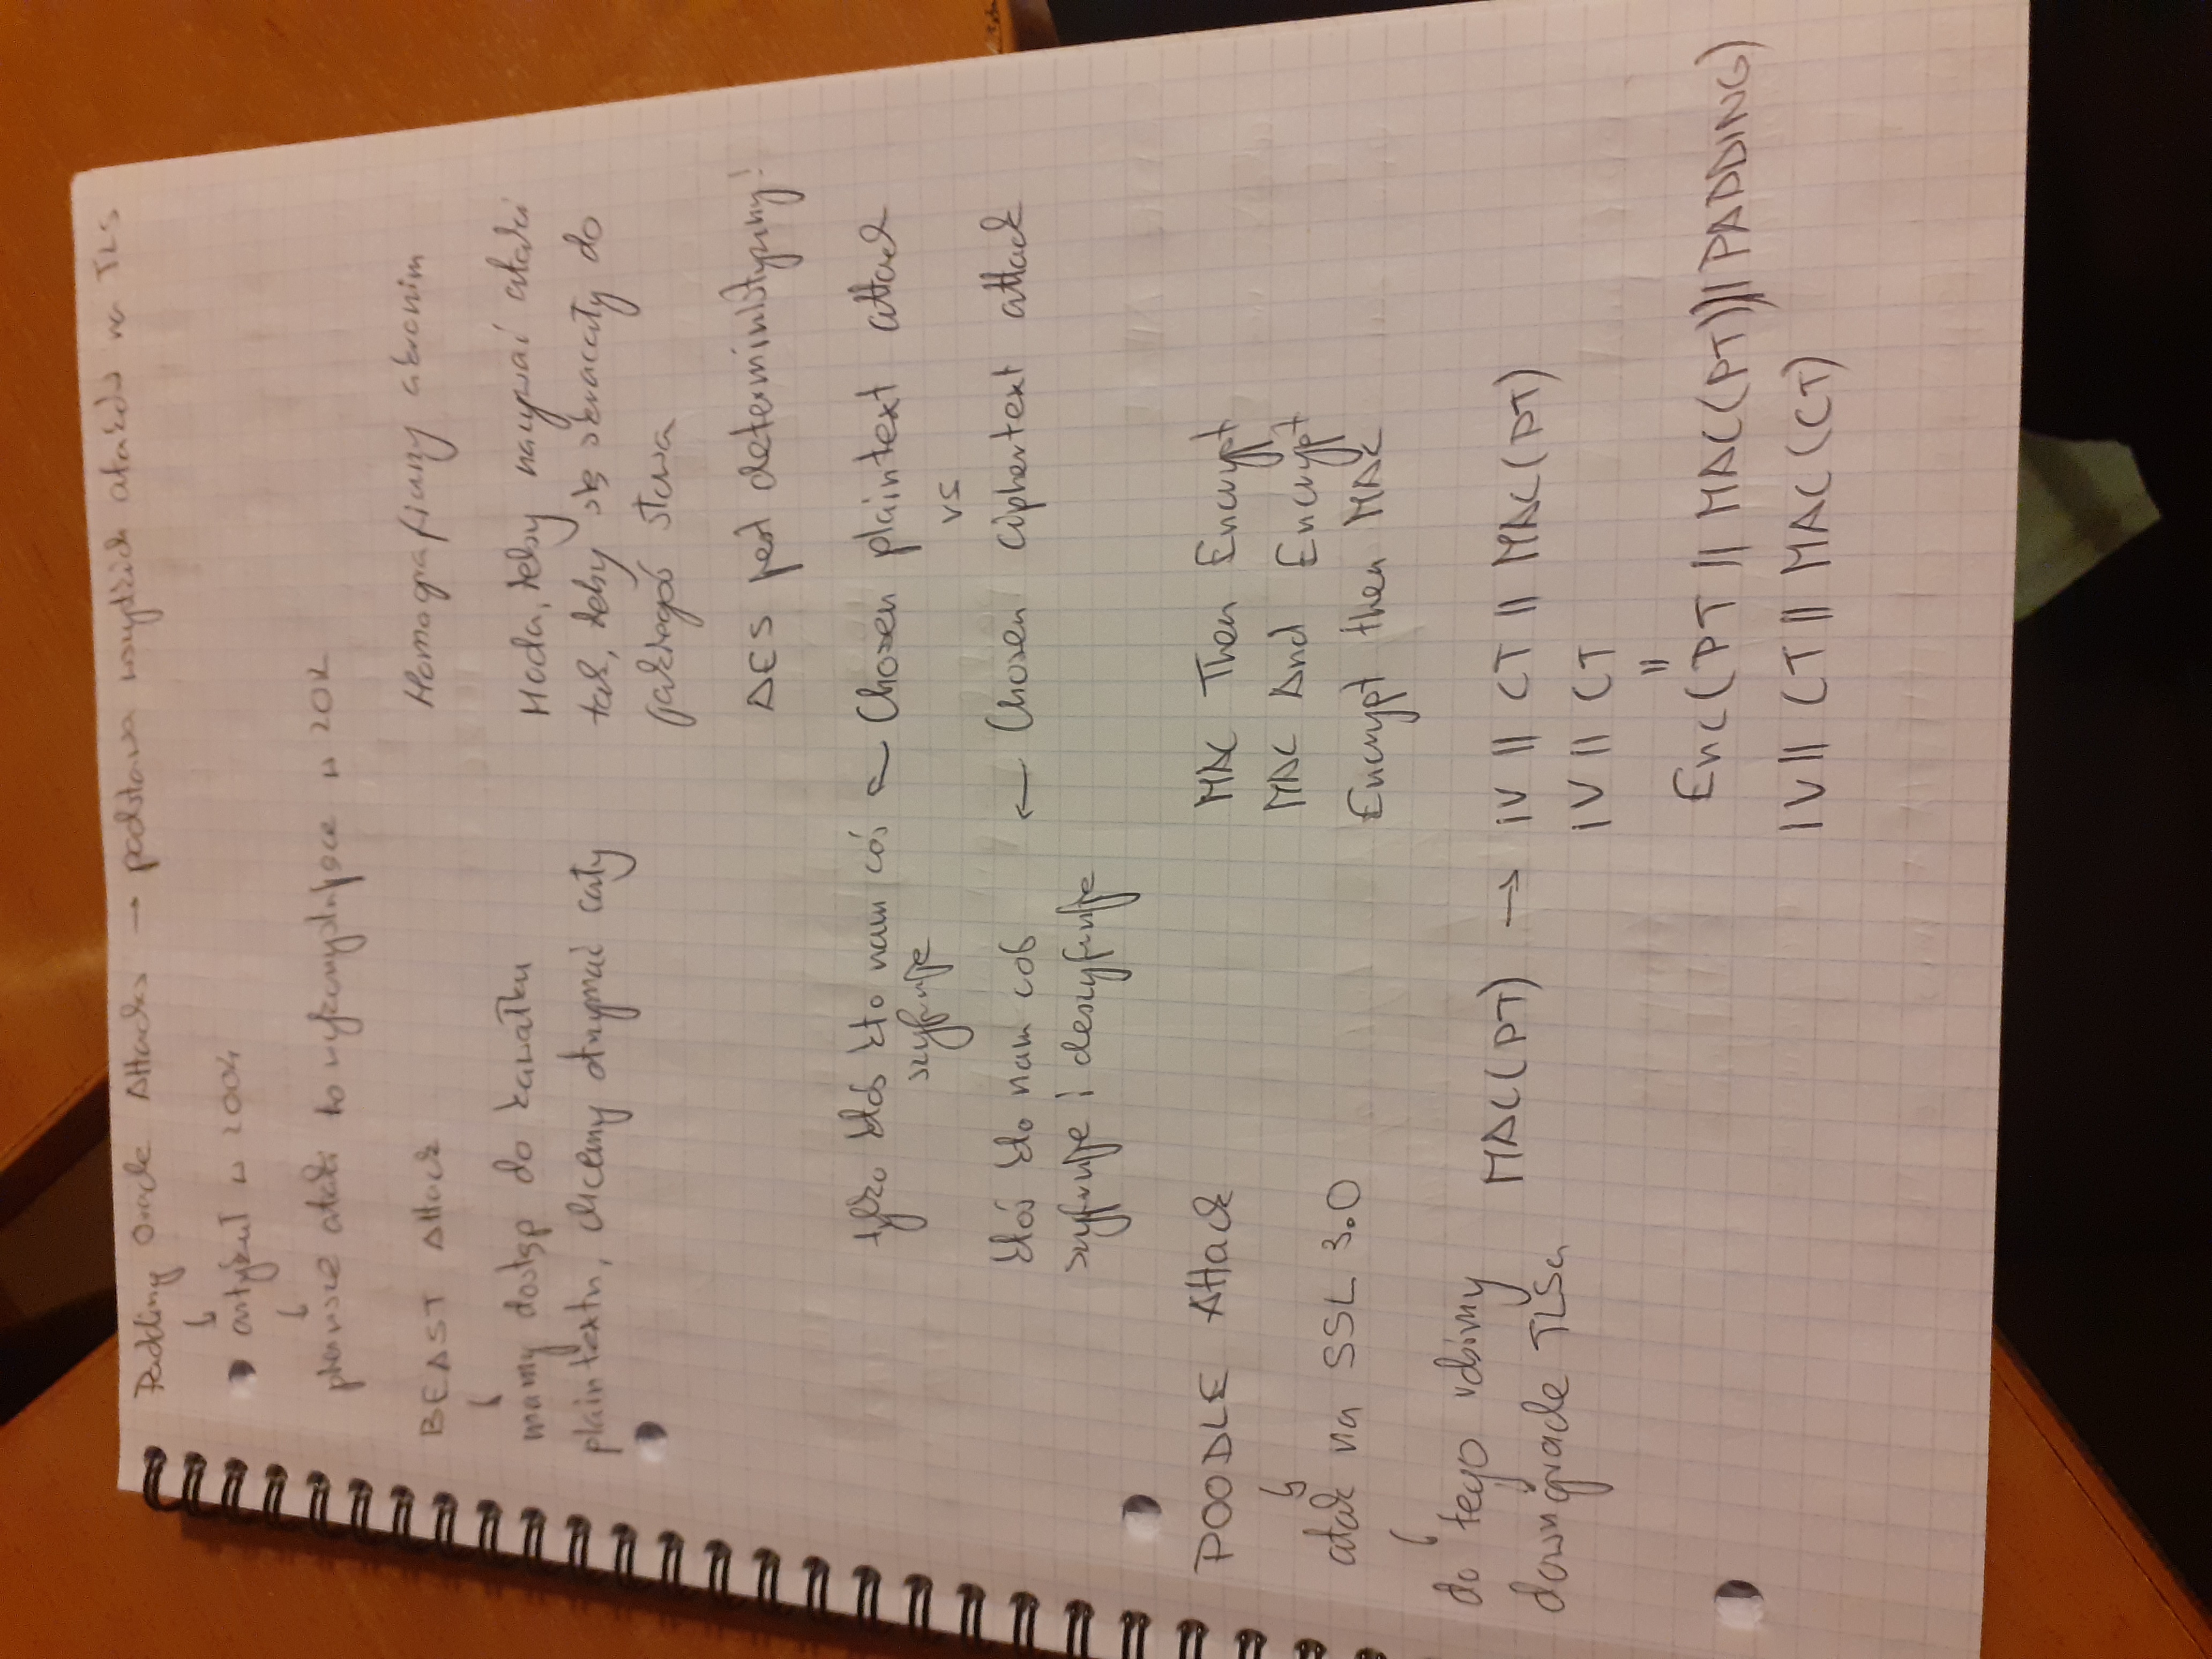 Padding Oracle Attacks → podstawa wszystkich ataków na TLS
↳ artykuł w 2004
↳ pierwsze ataki to wykorzystujące w
BEAST Attack
↳ mamy dostęp do kawałku
plaintextu, chcemy otrzymać cały
Homograficzny akronim
Moda, żeby nazywać ataki
tak, żeby się skracały do
jakiegoś słowa
AES jest deterministyczny!
tylko ktoś kto nam coś ← Chosen plaintext attack
szyfruje
vs
ktoś kto nam coś ← Chosen ciphertext attack
szyfruje i deszyfruje
POODLE Attack
↳
atak na SSL 3.0
↳
do tego robimy
downgrade TLSa
MAC Then Encrypt
MAC And Encrypt
Encrypt then MAC
MAC(PT) → IV || CT || MAC(PT)
IV || CT
||
Enc(PT || MAC(PT) || PADDING)
IV || CT || MAC(CT)